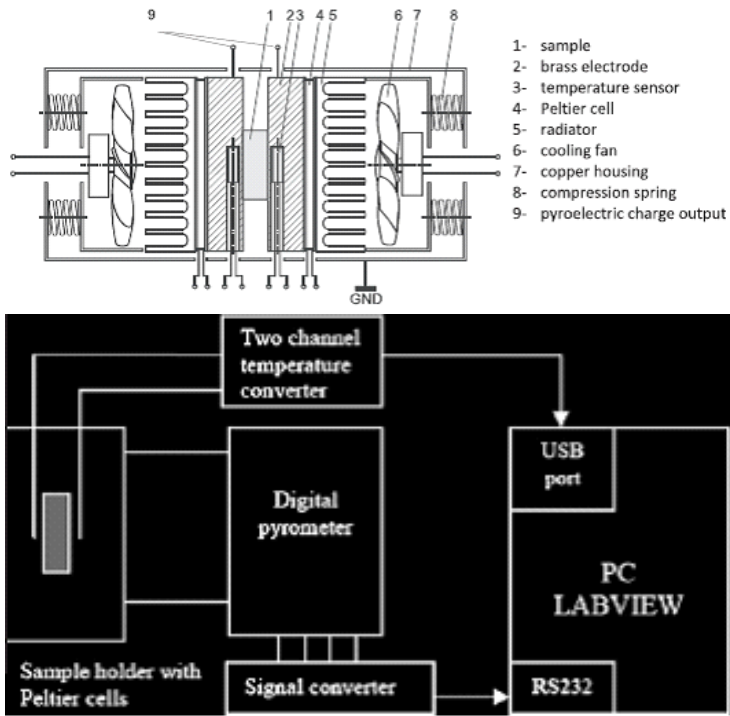 9 1 2 3 4 5 6 7 8
1- sample
2- brass electrode
3- temperature sensor
4- Peltier cell
5- radiator
6- cooling fan
7- copper housing
8- compression spring
9- pyroelectric charge output
GND
Two channel
temperature
converter
USB
port
Digital
pyrometer
PC
LABVIEW
Sample holder with
Peltier cells
Signal converter
RS232